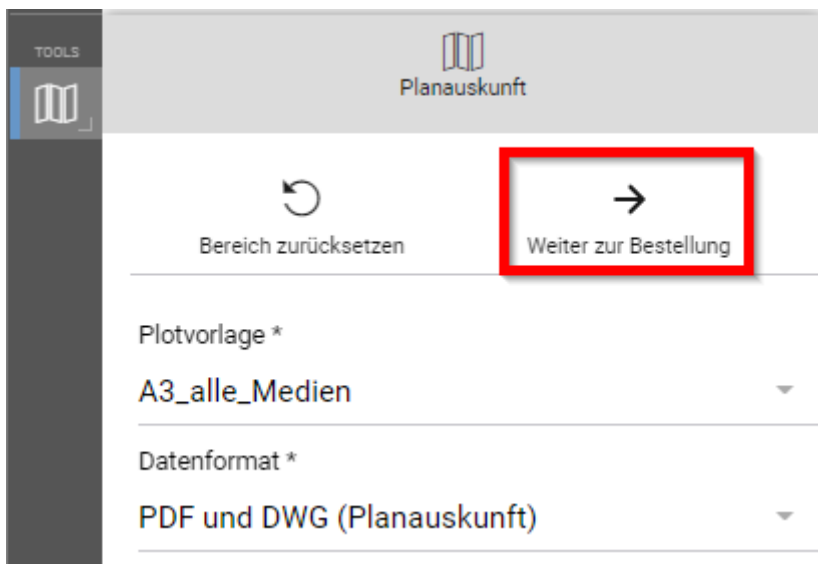 TOOLS
Planauskunft
Bereich zurücksetzen
Weiter zur Bestellung
Plotvorlage *
A3_alle_Medien
Datenformat *
PDF und DWG (Planauskunft)